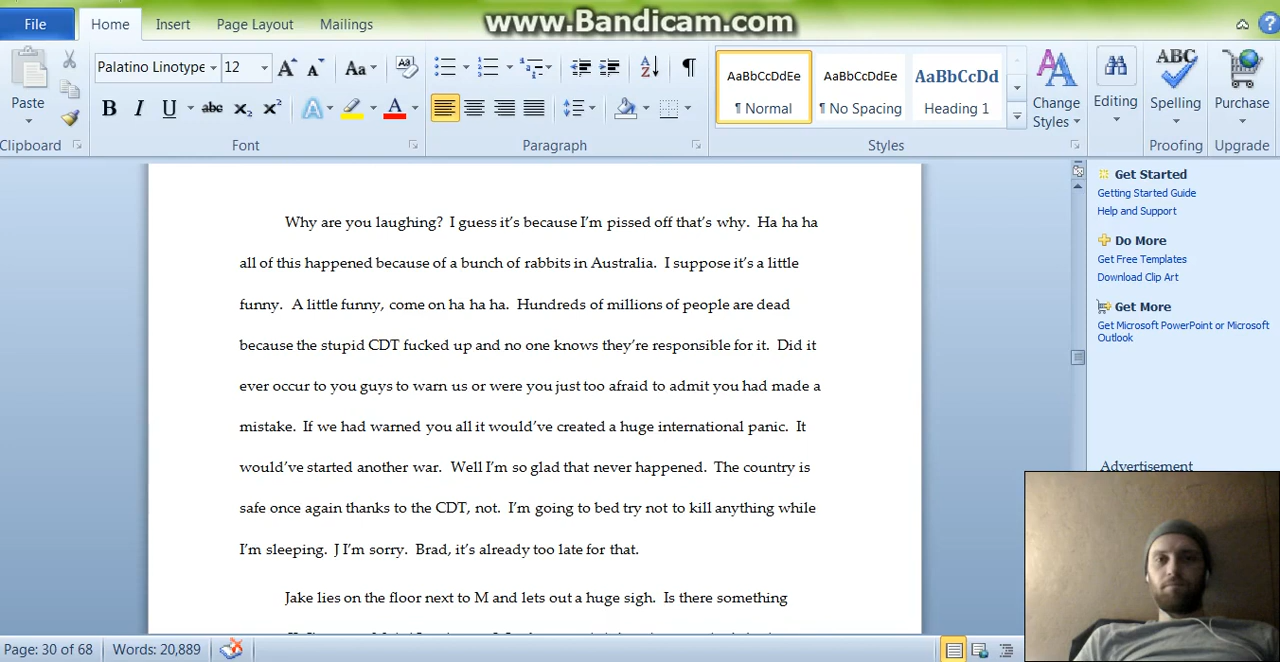 www.Bandicam.com
File
Home
Insert
Page Layout
Mailings
Palatino Linotype
12
Paste
Aa
B
I
U
abc
AaBbCcDdEe
AaBbCcDdEe
AaBbCcDd
¶ Normal
¶ No Spacing
Heading 1
Change
Styles
Editing
ABC
Spelling
Purchase
Clipboard
Font
Paragraph
Styles
Proofing
Upgrade
Why are you laughing? I guess it's because I'm pissed off that's why. Ha ha ha
all of this happened because of a bunch of rabbits in Australia. I suppose it's a little
funny. A little funny, come on ha ha ha. Hundreds of millions of people are dead
because the stupid CDT fucked up and no one knows they're responsible for it. Did it
ever occur to you guys to warn us or were you just too afraid to admit you had made a
mistake. If we had warned you all it would've created a huge international panic. It
would've started another war. Well I'm so glad that never happened. The country is
safe once again thanks to the CDT, not. I'm going to bed try not to kill anything while
I'm sleeping. J I'm sorry. Brad, it's already too late for that.
Jake lies on the floor next to M and lets out a huge sigh. Is there something
Get Started
Getting Started Guide
Help and Support
Do More
Get Free Templates
Download Clip Art
Get More
Get Microsoft PowerPoint or Microsoft
Outlook
Advertisement
Page: 30 of 68
Words: 20,889